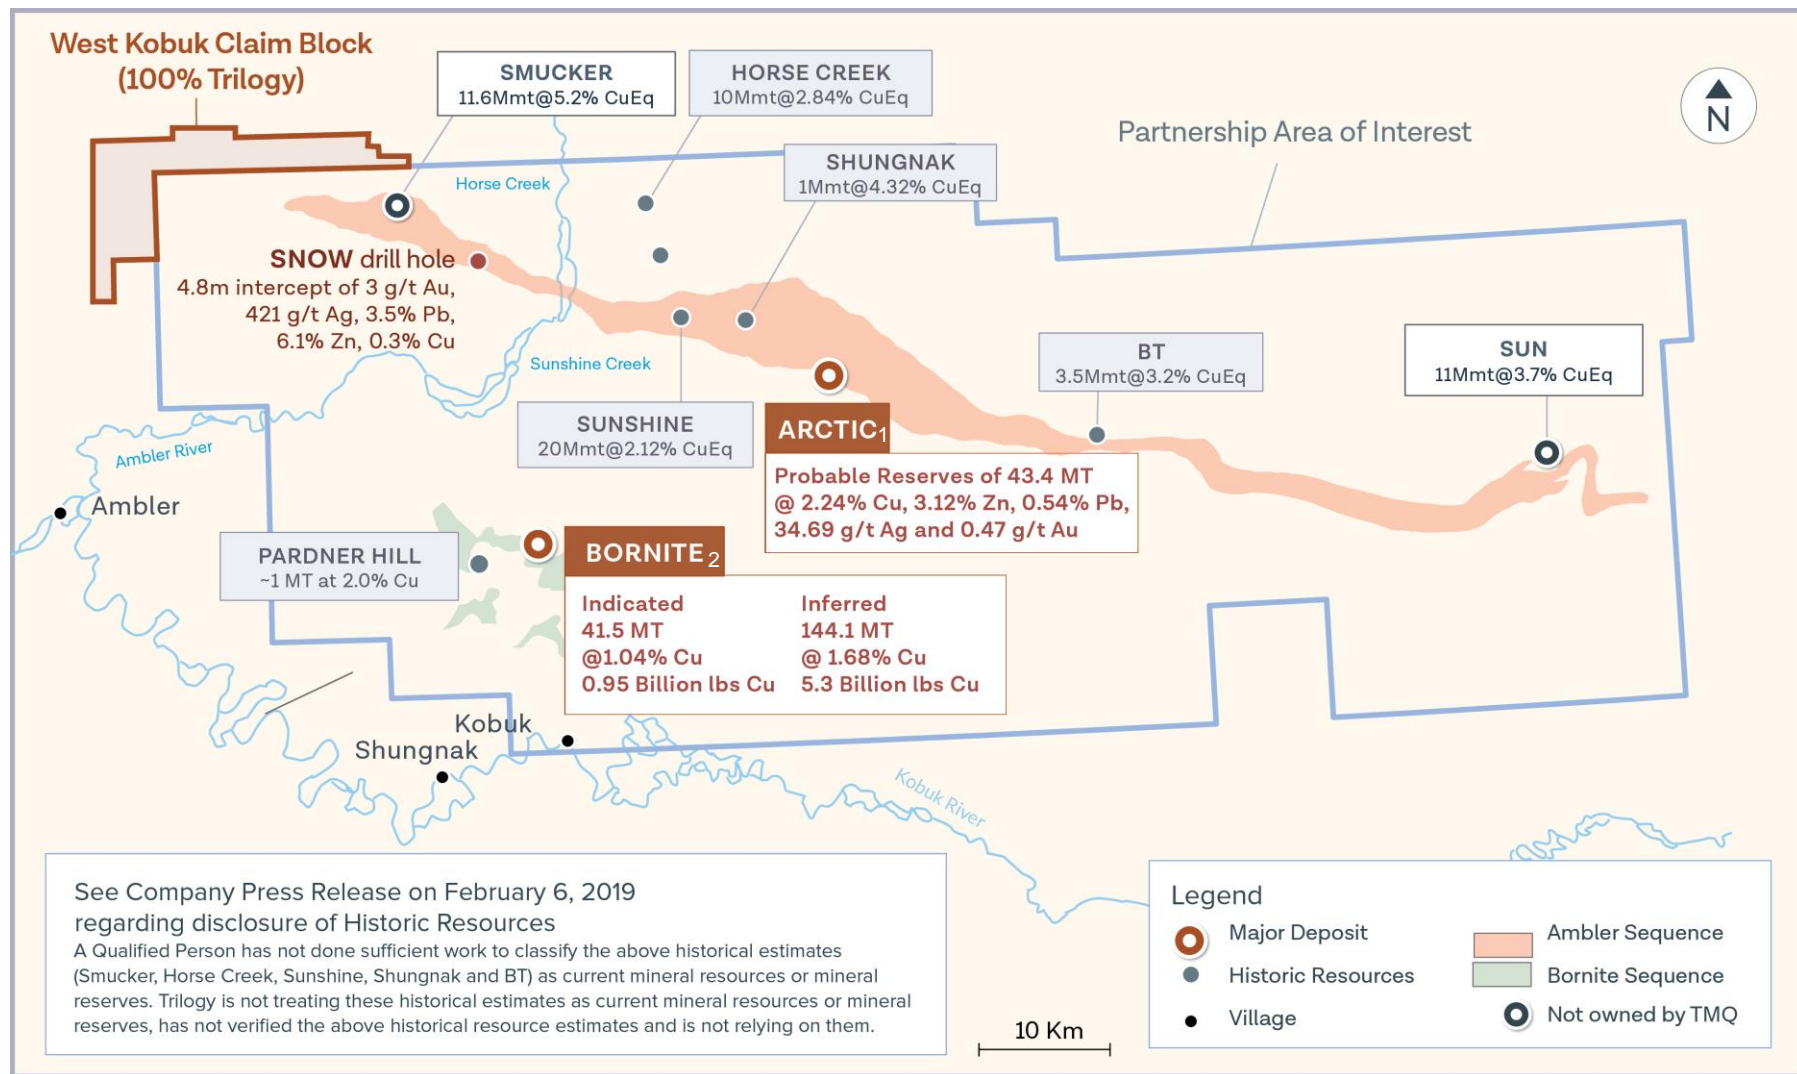 West Kobuk Claim Block
(100% Trilogy)
SMUCKER
11.6Mmt@5.2% CuEq
HORSE CREEK
10Mmt@2.84% CuEq
N
Partnership Area of Interest
SHUNGNAK
1Mmt@4.32% CuEq
Horse Creek
SNOW drill hole
4.8m intercept of 3 g/t Au,
421 g/t Ag, 3.5% Pb,
6.1% Zn, 0.3% Cu
Sunshine Creek
BT
3.5Mmt@3.2% CuEq
SUN
11Mmt@3.7% CuEq
SUNSHINE
20Mmt@2.12% CuEq
ARCTIC1
Probable Reserves of 43.4 MT
@ 2.24% Cu, 3.12% Zn, 0.54% Pb,
34.69 g/t Ag and 0.47 g/t Au
Ambler River
Ambler
PARDNER HILL
~1 MT at 2.0% Cu
BORNITE 2
Indicated
41.5 MT
@1.04% Cu
0.95 Billion lbs Cu
Inferred
144.1 MT
@ 1.68% Cu
5.3 Billion lbs Cu
Kobuk
Shungnak
Kobuk River
See Company Press Release on February 6, 2019
regarding disclosure of Historic Resources
A Qualified Person has not done sufficient work to classify the above historical estimates
(Smucker, Horse Creek, Sunshine, Shungnak and BT) as current mineral resources or mineral
reserves. Trilogy is not treating these historical estimates as current mineral resources or mineral
reserves, has not verified the above historical resource estimates and is not relying on them.
10 Km
Legend
Major Deposit
Historic Resources
Village
Ambler Sequence
Bornite Sequence
Not owned by TMQ